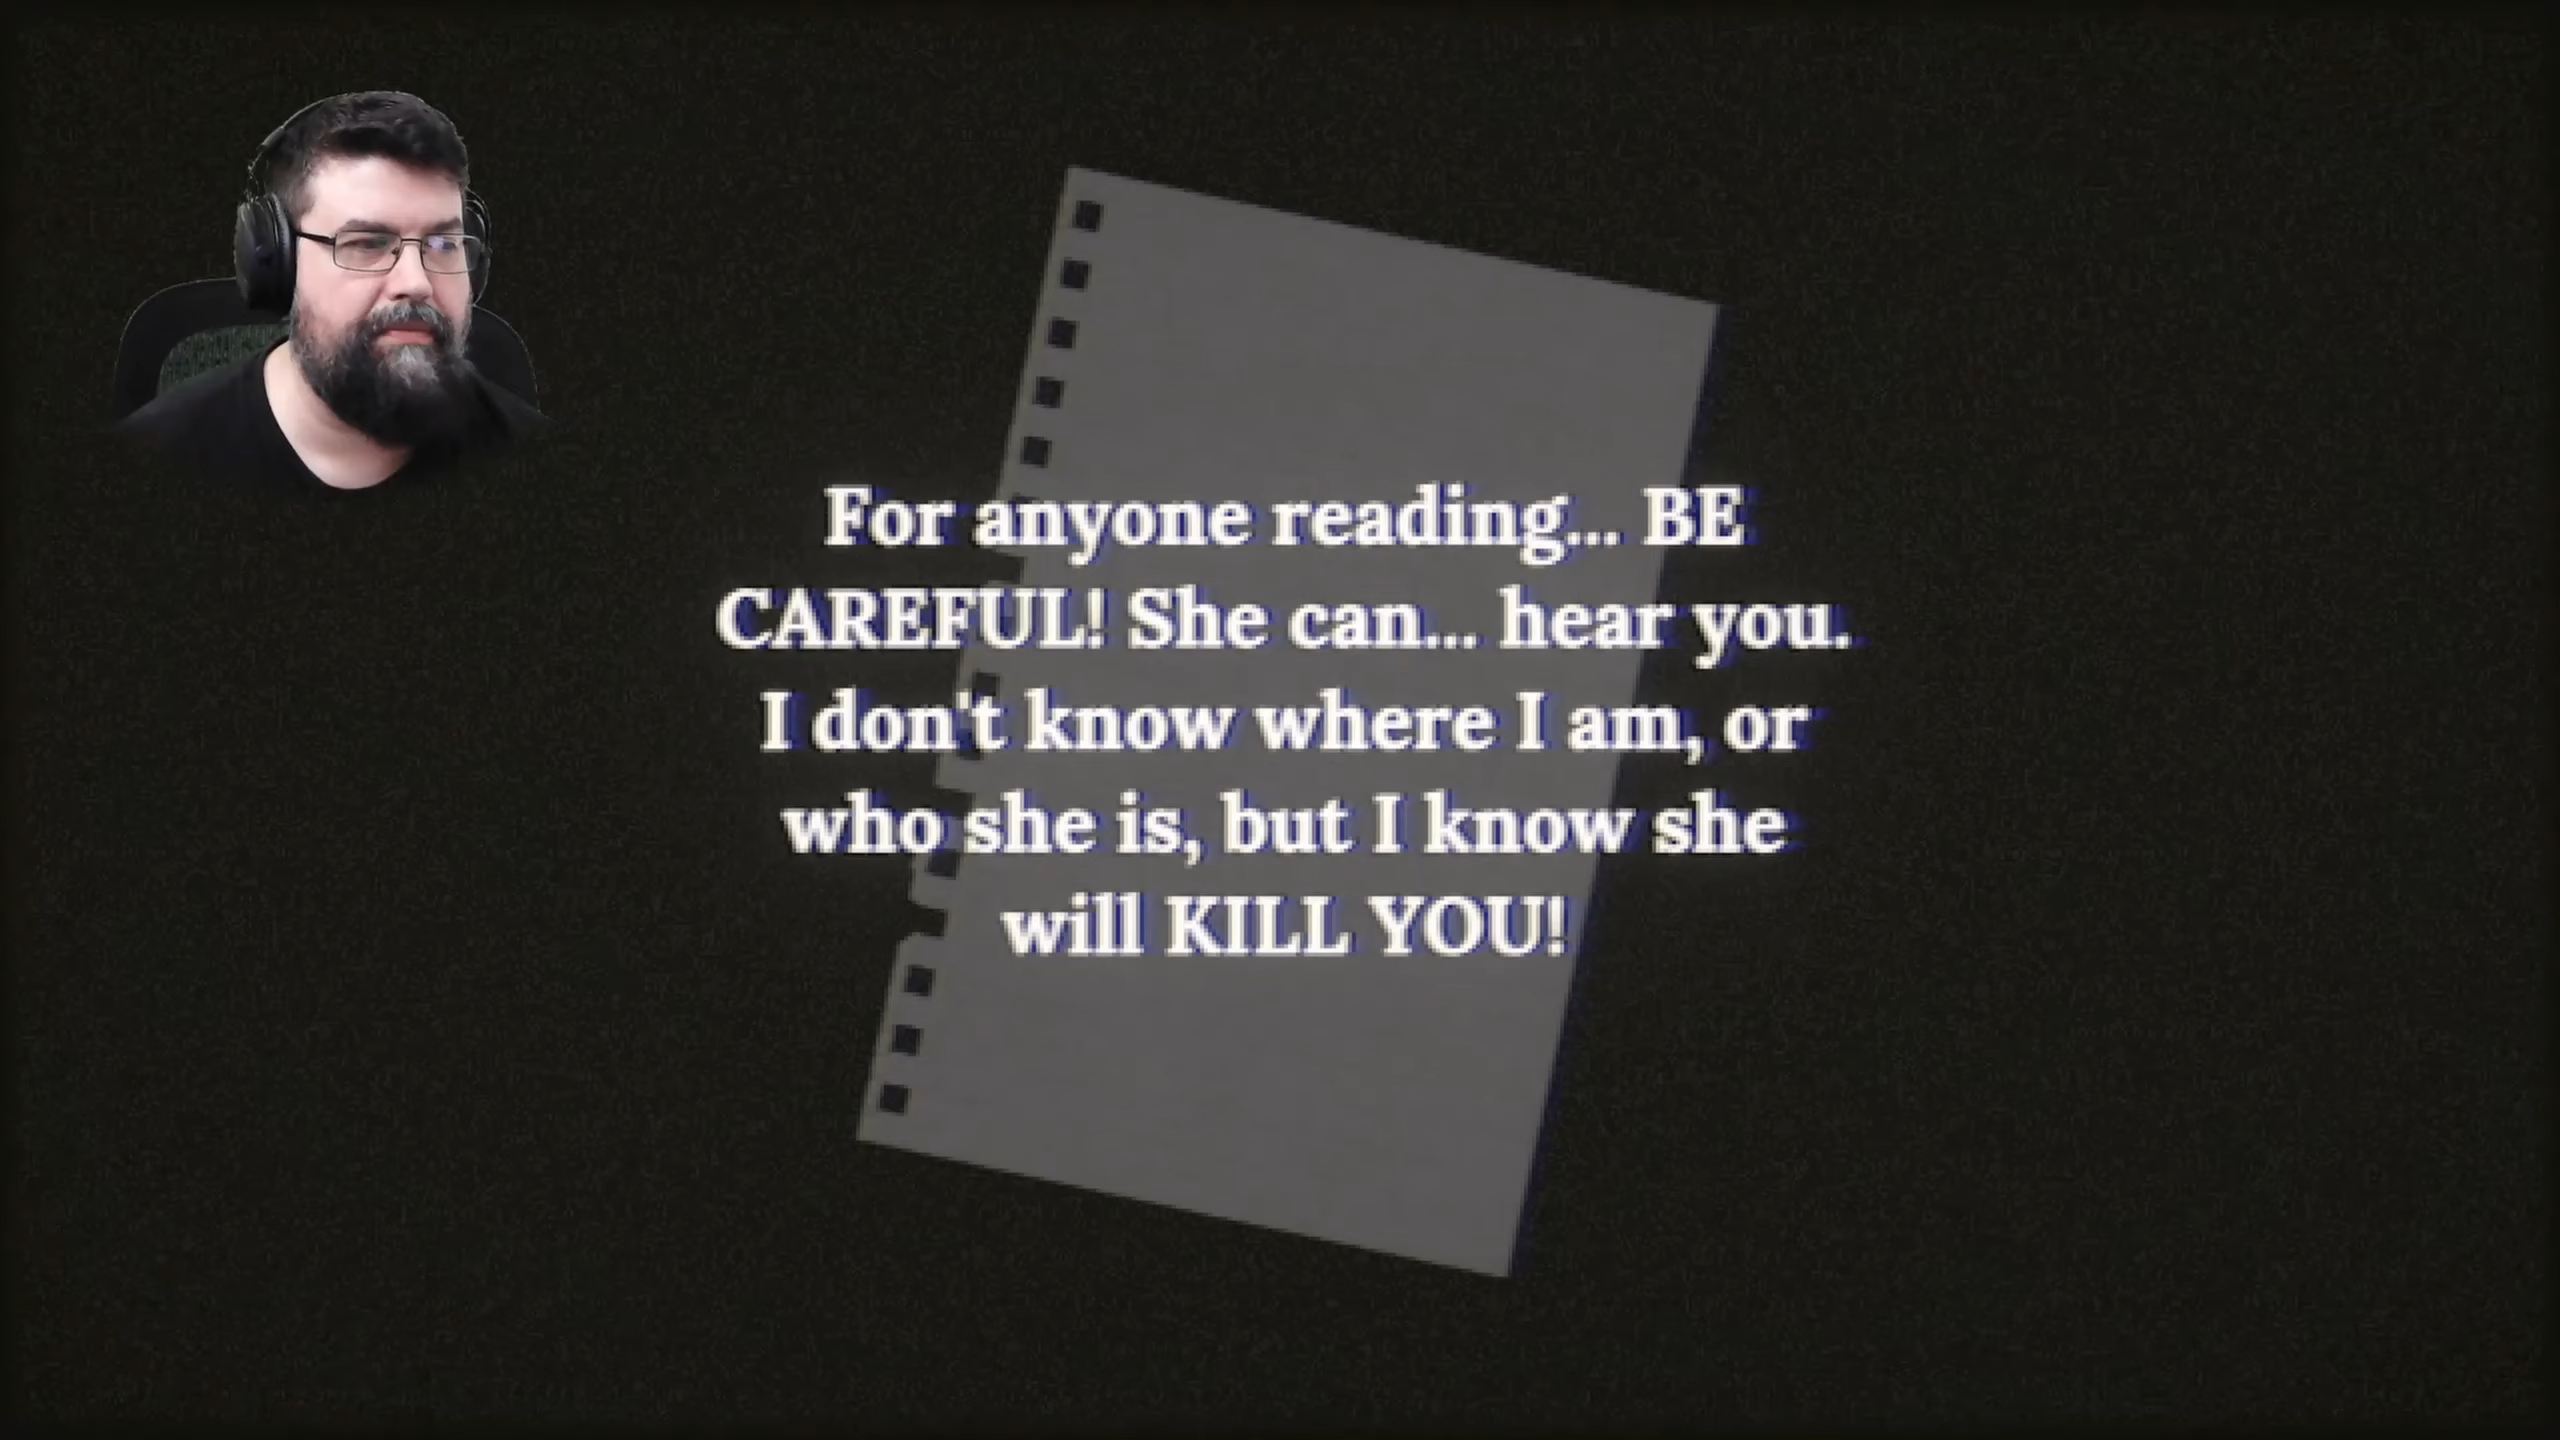 For anyone reading... BE
CAREFUL! She can... hear you.
I don't know where I am, or
who she is, but I know she
will KILL YOU!